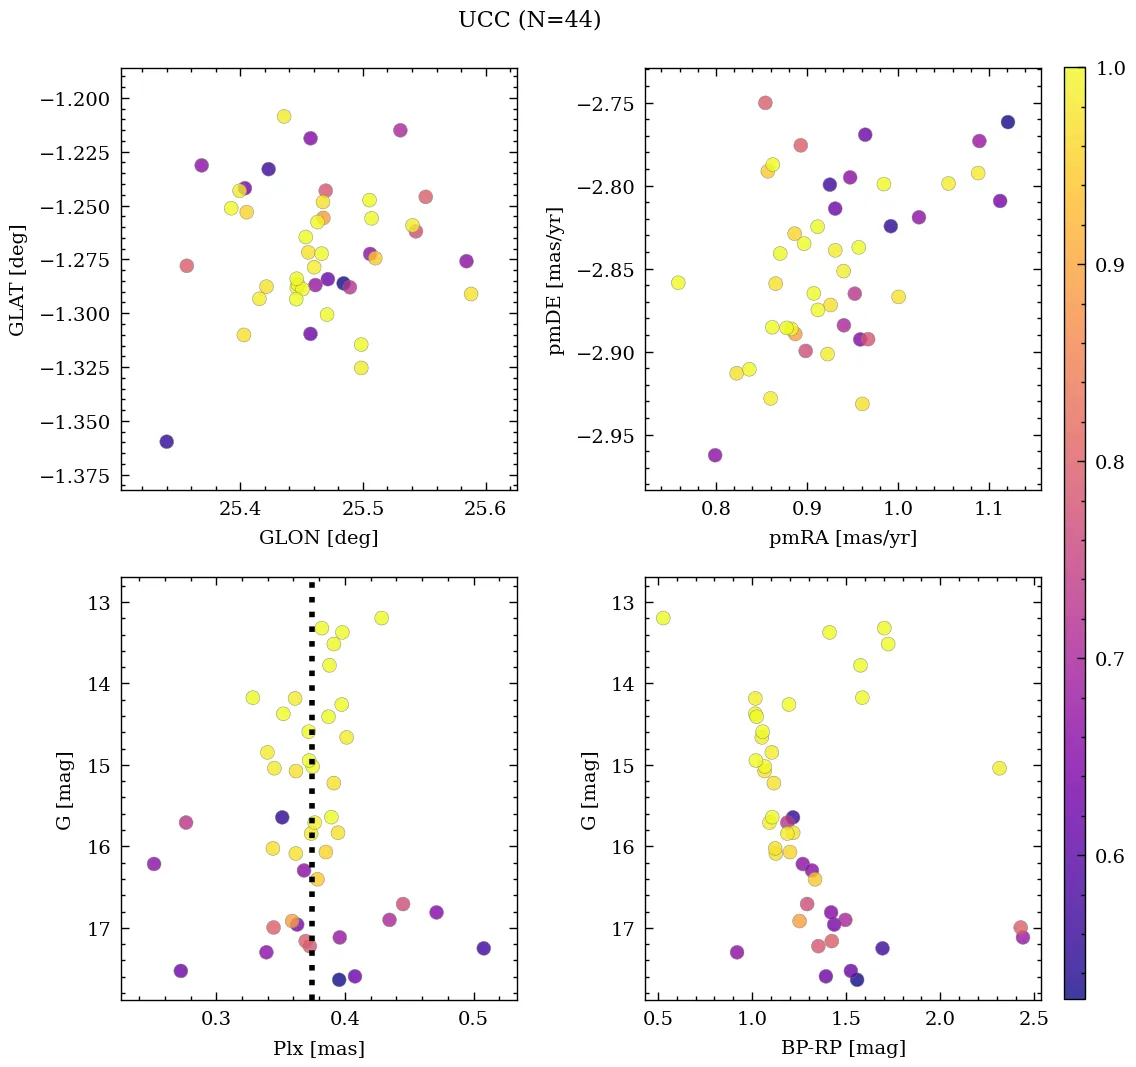 UCC (N=44)
−1.200
−1.225
−1.250
−1.275
−1.300
−1.325
−1.350
−1.375
GLAT [deg]
25.4 25.5 25.6
GLON [deg]
−2.75
−2.80
−2.85
−2.90
−2.95
pmDE [mas/yr]
0.8 0.9 1.0 1.1
pmRA [mas/yr]
13
14
15
16
17
G [mag]
0.3 0.4 0.5
Plx [mas]
13
14
15
16
17
G [mag]
0.5 1.0 1.5 2.0 2.5
BP-RP [mag]
1.0
0.9
0.8
0.7
0.6